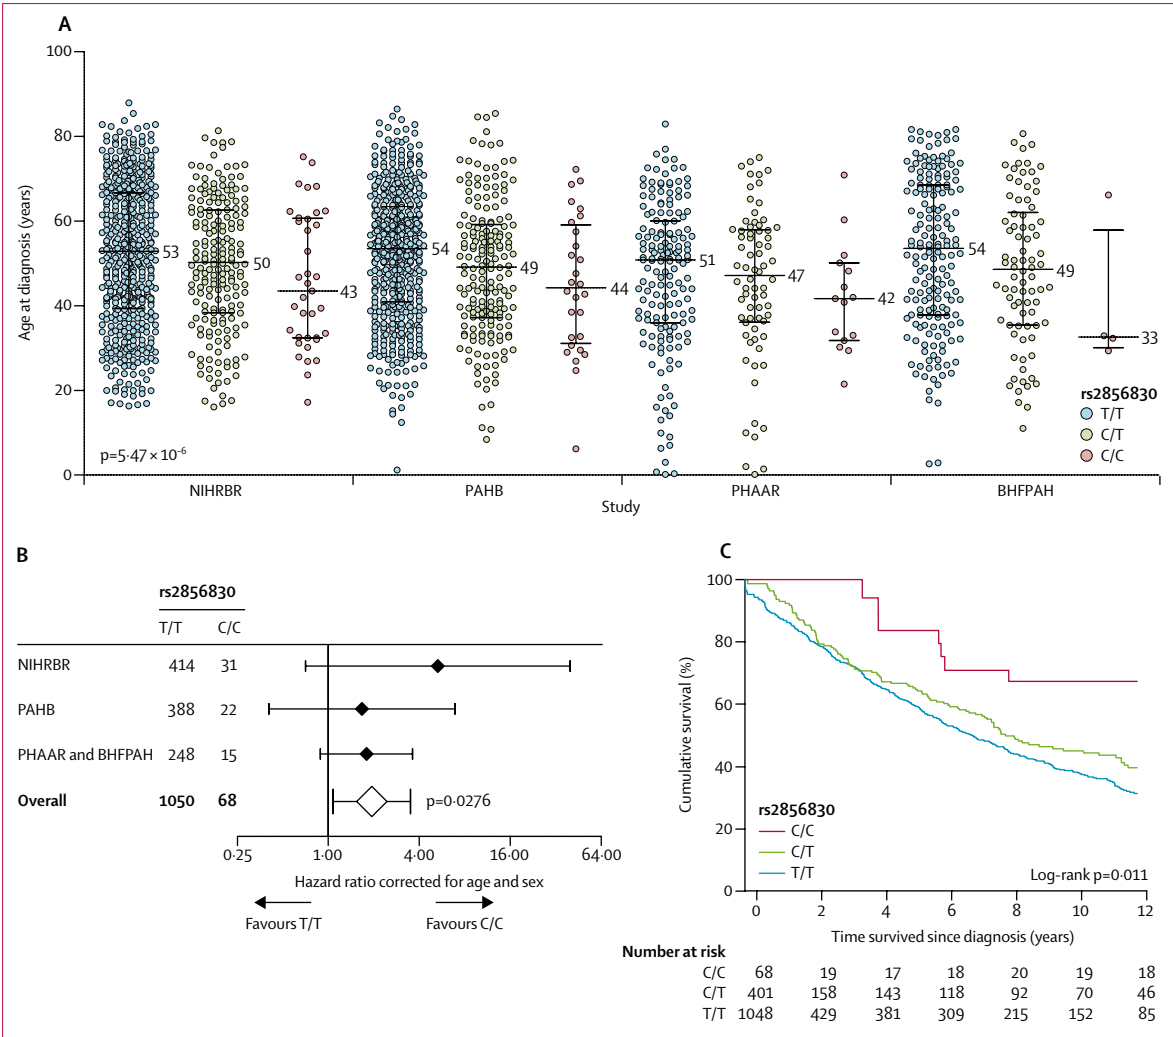 A
100
80
60
40
20
0
Age at diagnosis (years)
53
50
43
54
49
44
51
47
42
54
49
33
p=5·47 × 10⁻⁶
rs2856830
T/T
C/T
C/C
NIHRBR
PAHB
PHAAR
BHFPAH
Study
B
rs2856830
T/T C/C
NIHRBR 414 31
PAHB 388 22
PHAAR and BHFPAH 248 15
Overall 1050 68
p=0·0276
0·25 1·00 4·00 16·00 64·00
Hazard ratio corrected for age and sex
Favours T/T Favours C/C
C
100
80
60
40
20
0
Cumulative survival (%)
rs2856830
C/C
C/T
T/T
Log-rank p=0·011
0 2 4 6 8 10 12
Time survived since diagnosis (years)
Number at risk
C/C 68 19 17 18 20 19 18
C/T 401 158 143 118 92 70 46
T/T 1048 429 381 309 215 152 85